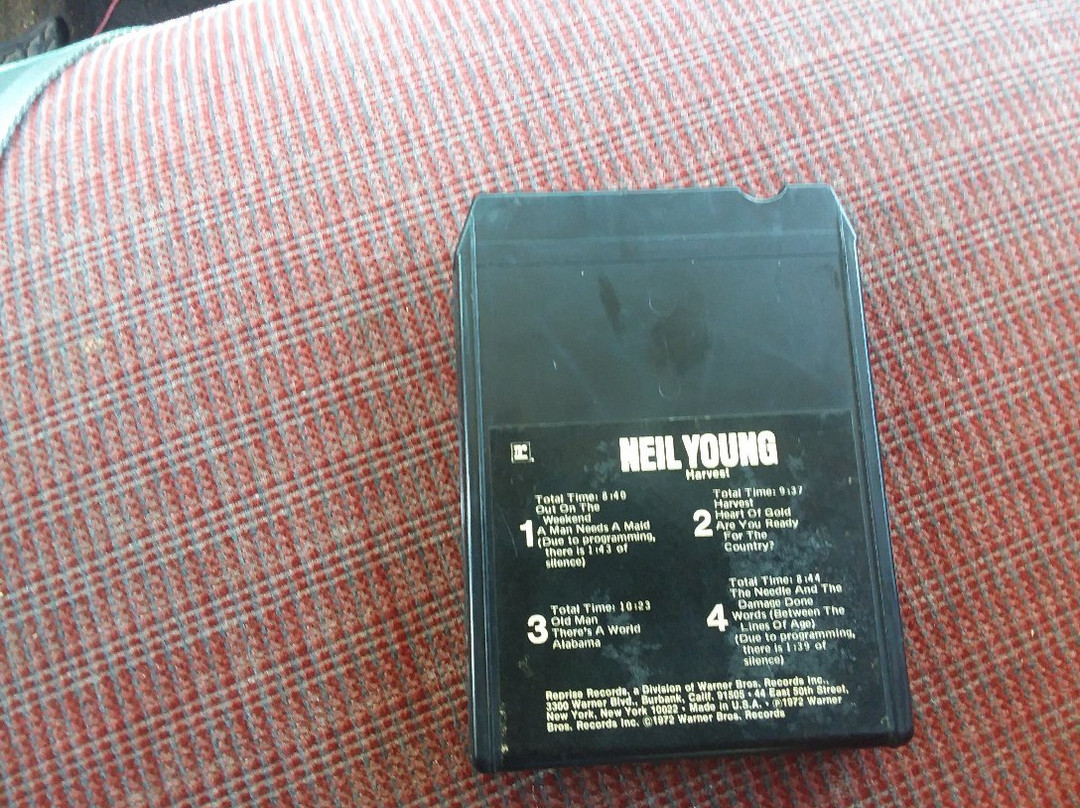 r
NEIL YOUNG
Harvest
1
Total Time: 8:40
Out On The
Weekend
A Man Needs A Maid
(Due to programming,
there is 1:43 of
silence)
2
Total Time: 9:37
Harvest
Heart Of Gold
Are You Ready
For The
Country?
3
Total Time: 10:23
Old Man
There's A World
Alabama
4
Total Time: 8:44
The Needle And The
Damage Done
Words (Between The
Lines Of Age)
(Due to programming,
there is 1:39 of
silence)
Reprise Records, a Division of Warner Bros. Records Inc.,
3300 Warner Blvd., Burbank, Calif. 91505 • 44 East 50th Street,
New York, New York 10022 • Made in U.S.A. • ℗1972 Warner
Bros. Records Inc. ©1972 Warner Bros. Records